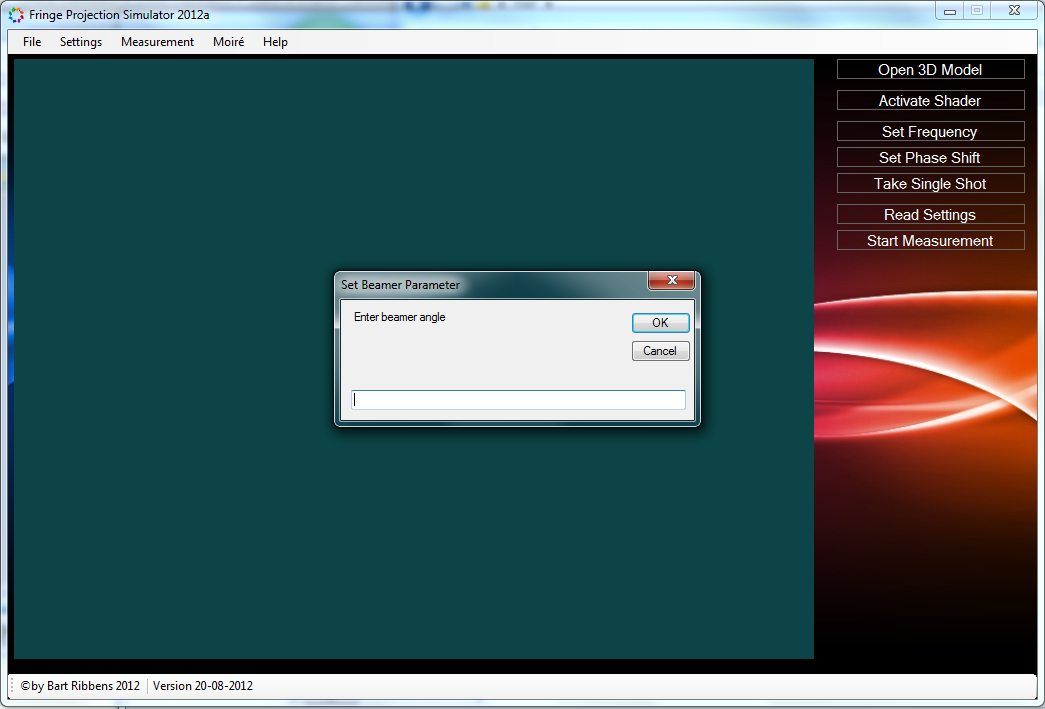 Fringe Projection Simulator 2012a
File Settings Measurement Moiré Help
Open 3D Model
Activate Shader
Set Frequency
Set Phase Shift
Take Single Shot
Read Settings
Start Measurement
Set Beamer Parameter
Enter beamer angle
OK
Cancel
©by Bart Ribbens 2012 Version 20-08-2012